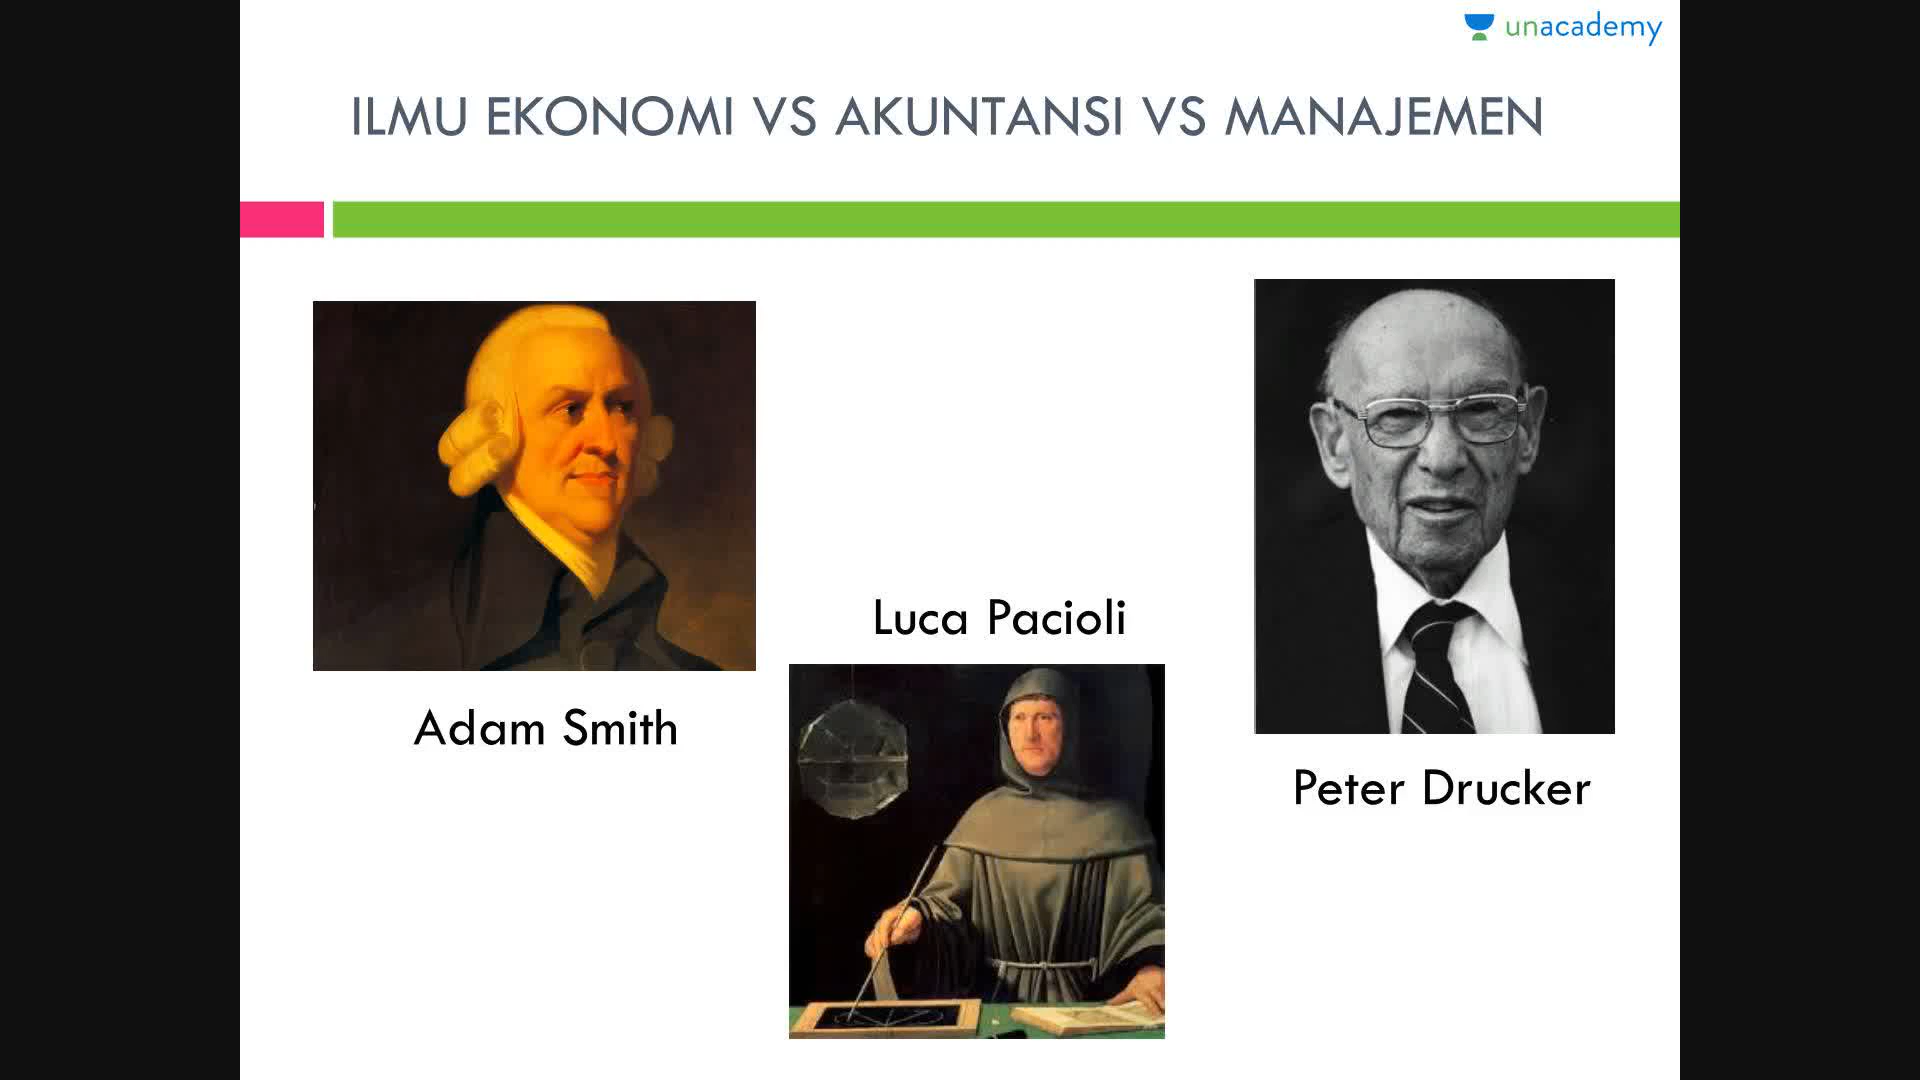 unacademy
ILMU EKONOMI VS AKUNTANSI VS MANAJEMEN
Luca Pacioli
Adam Smith
Peter Drucker